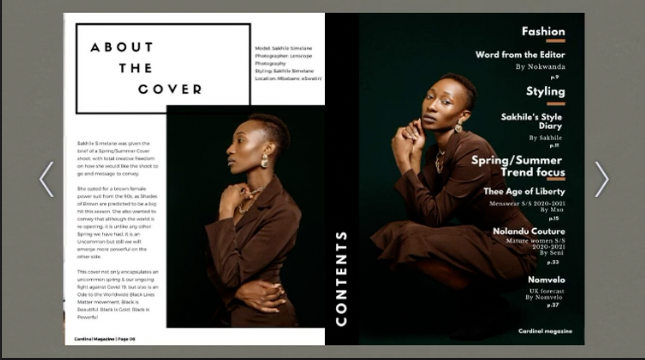 ABOUT
THE
COVER
Model: Sakhile Simelane
Photographer: Lenscope
Photography
Styling: Sakhile Simelane
Location: Mbabane, eSwatini
Sakhile Simelane was given the
brief of a Spring/Summer Cover
shoot, with total creative freedom
on how she would like the shoot to
go and message to convey.
She opted for a brown female
power suit from the 90s, as Shades
of Brown are predicted to be a big
hit this season. She also wanted to
convey that although the world is
re-opening, it is unlike any other
Spring we have had. It is an
Uncommon but still we will
emerge more powerful on the
other side.
This cover not only encapsulates an
uncommon spring & our ongoing
fight against Covid 19, but also is an
Ode to the Worldwide Black Lives
Matter movement. Black is
Beautiful. Black is Gold. Black is
Powerful!
Cardinal Magazine | Page 06
CONTENTS
Fashion
Word from the Editor
By Nokwanda
p.9
Styling
Sakhile's Style
Diary
By Sakhile
p.11
Spring/Summer
Trend focus
Thee Age of Liberty
Menswear S/S 2020-2021
By Man
p.15
Nolandu Couture
Mature women S/S
2020-2021
By Seni
p.23
Nomvelo
UK forecast
By Nomvelo
p.27
Cardinal magazine